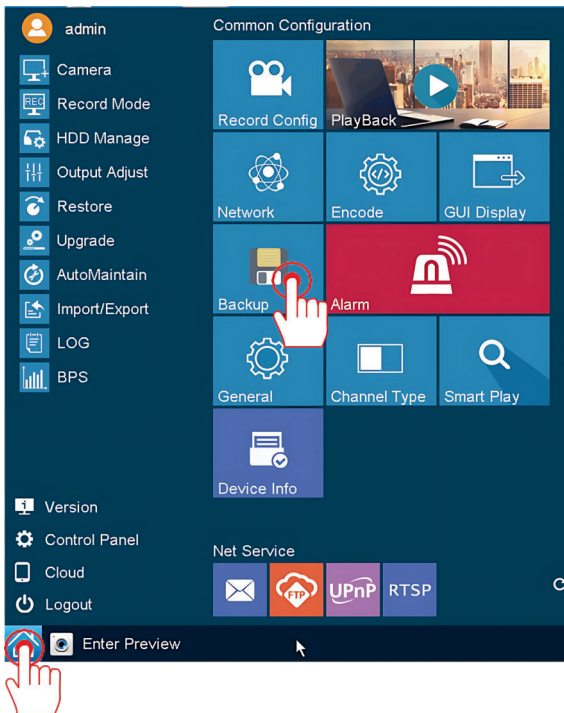 admin
Camera
REC
Record Mode
HDD Manage
Output Adjust
Restore
Upgrade
AutoMaintain
Import/Export
LOG
BPS
Version
Control Panel
Cloud
Logout
Enter Preview
Common Configuration
Record Config
PlayBack
Network
Encode
GUI Display
Backup
Alarm
General
Channel Type
Smart Play
Device Info
Net Service
FTP
UPnP
RTSP